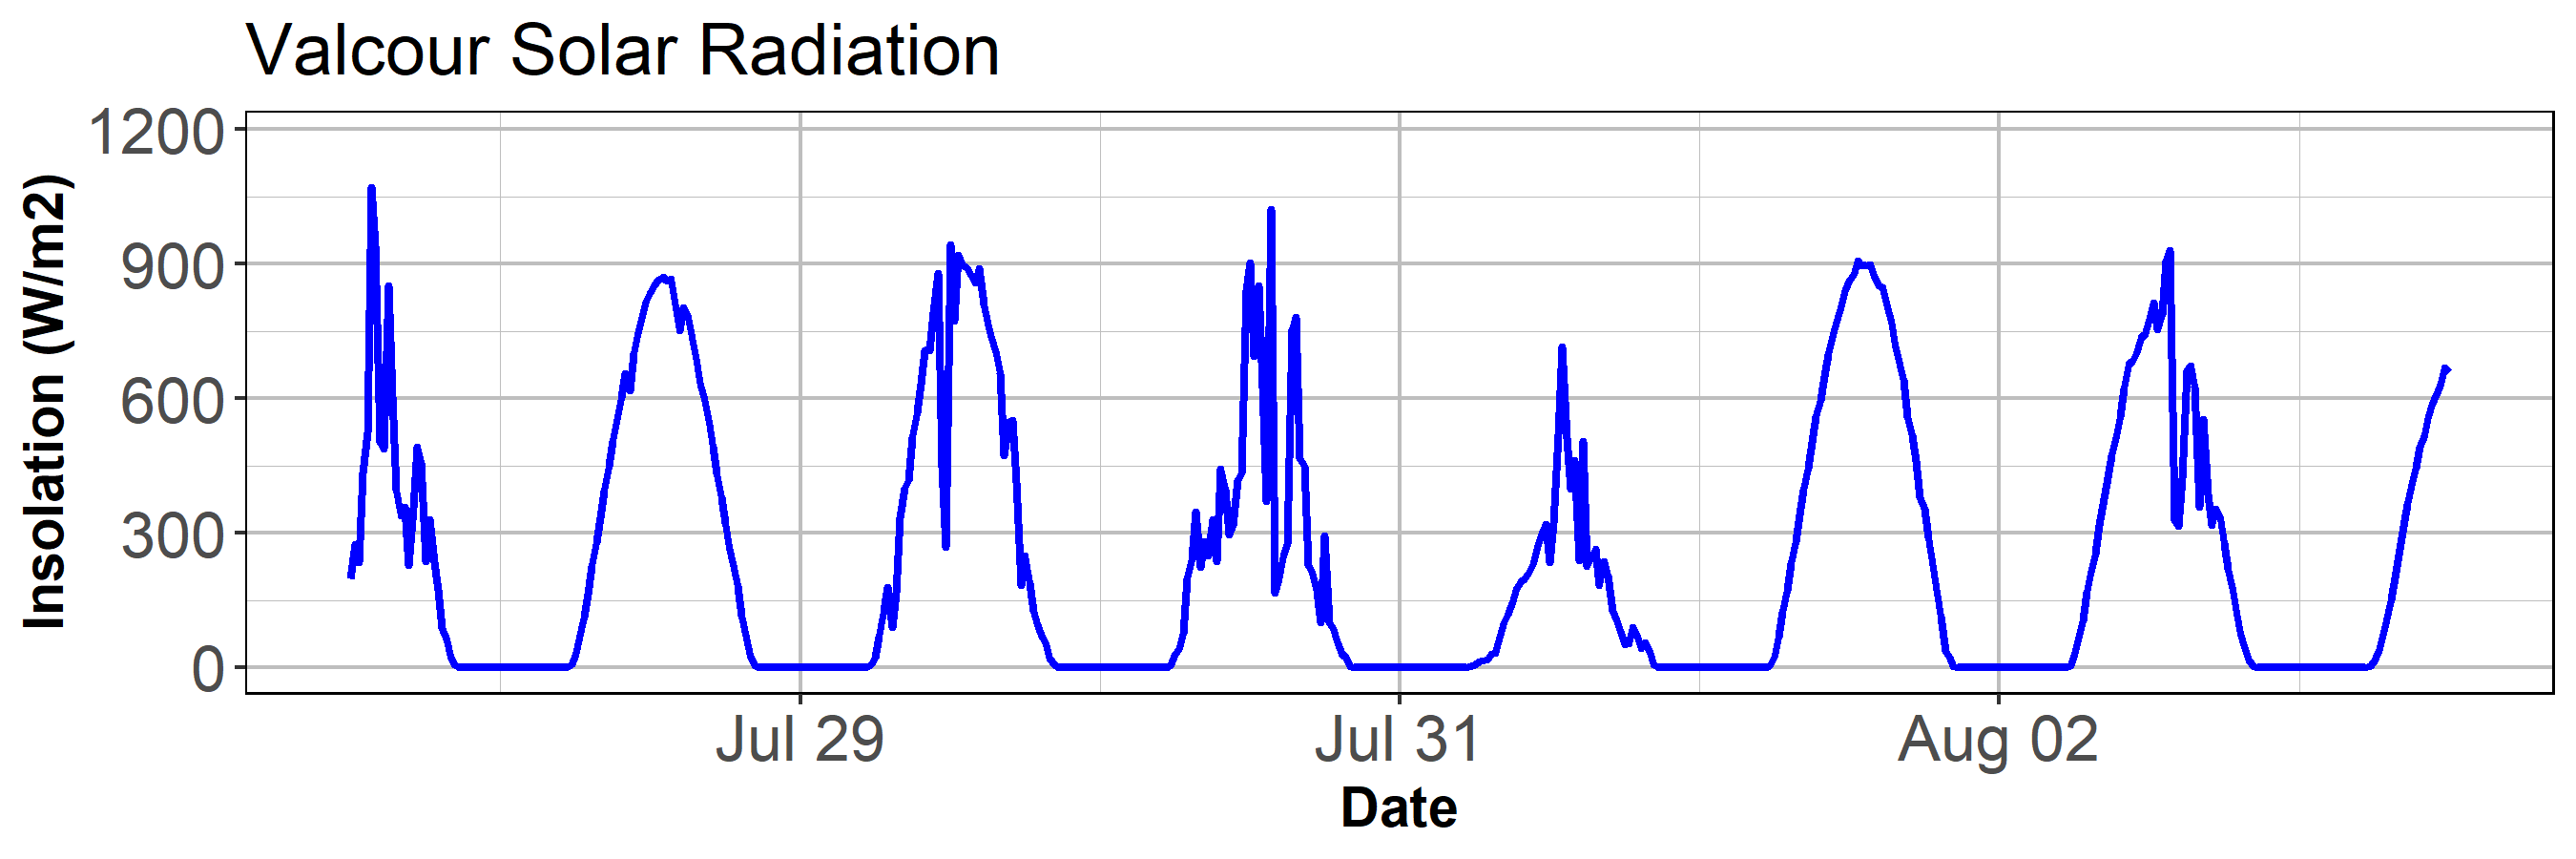 Valcour Solar Radiation
Insolation (W/m2)
1200
900
600
300
0
Jul 29
Jul 31
Aug 02
Date